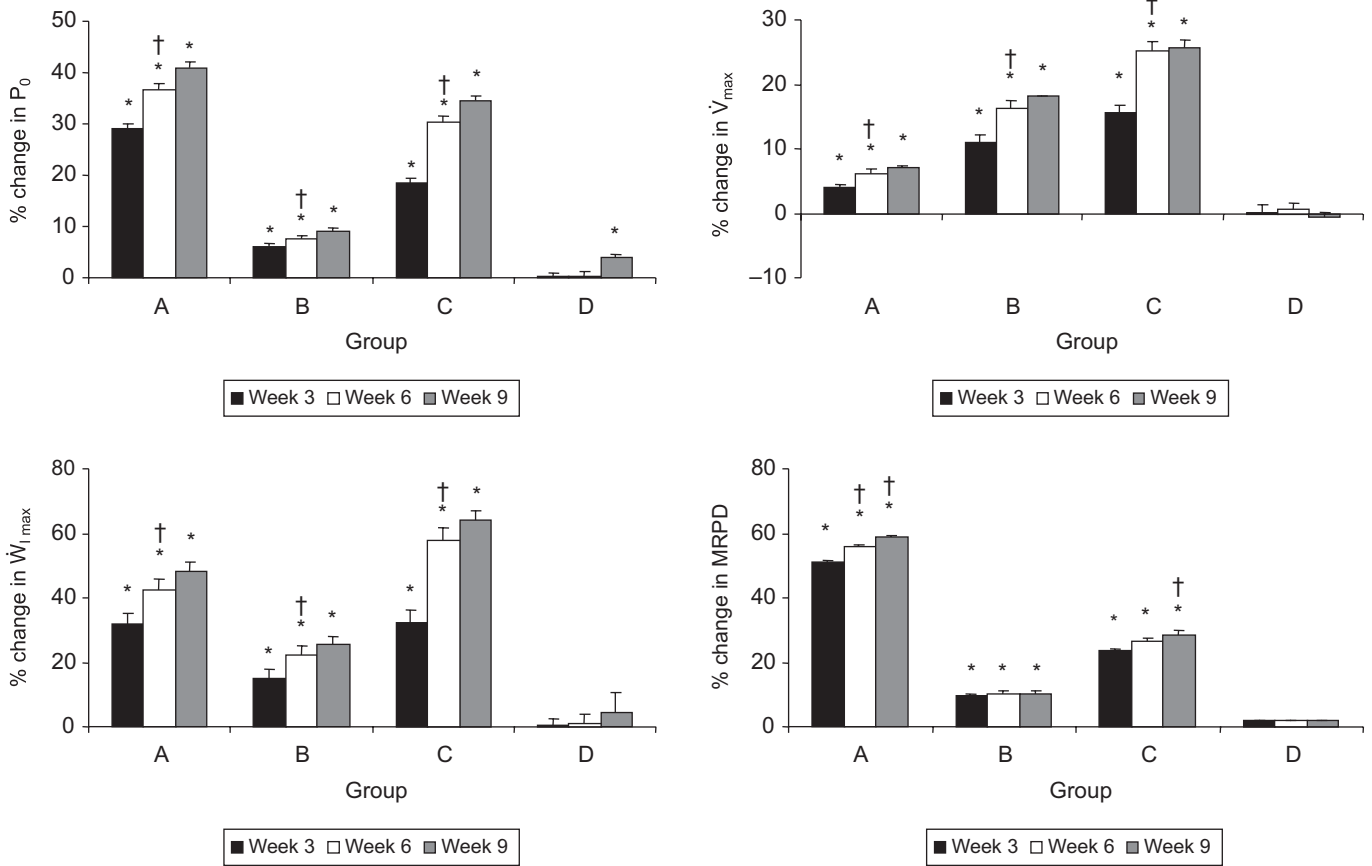 50
40
30
20
10
0
% change in P0
† * * *
* † * *
* † * *
*
A B C D
Group
Week 3 Week 6 Week 9
30
20
10
0
–10
% change in V̇max
* † * *
* † * *
* † * *
A B C D
Group
Week 3 Week 6 Week 9
80
60
40
20
0
% change in ẆI max
* † * *
* † * *
* † * *
A B C D
Group
Week 3 Week 6 Week 9
80
60
40
20
0
% change in MRPD
* † * † *
* * *
* * † *
A B C D
Group
Week 3 Week 6 Week 9